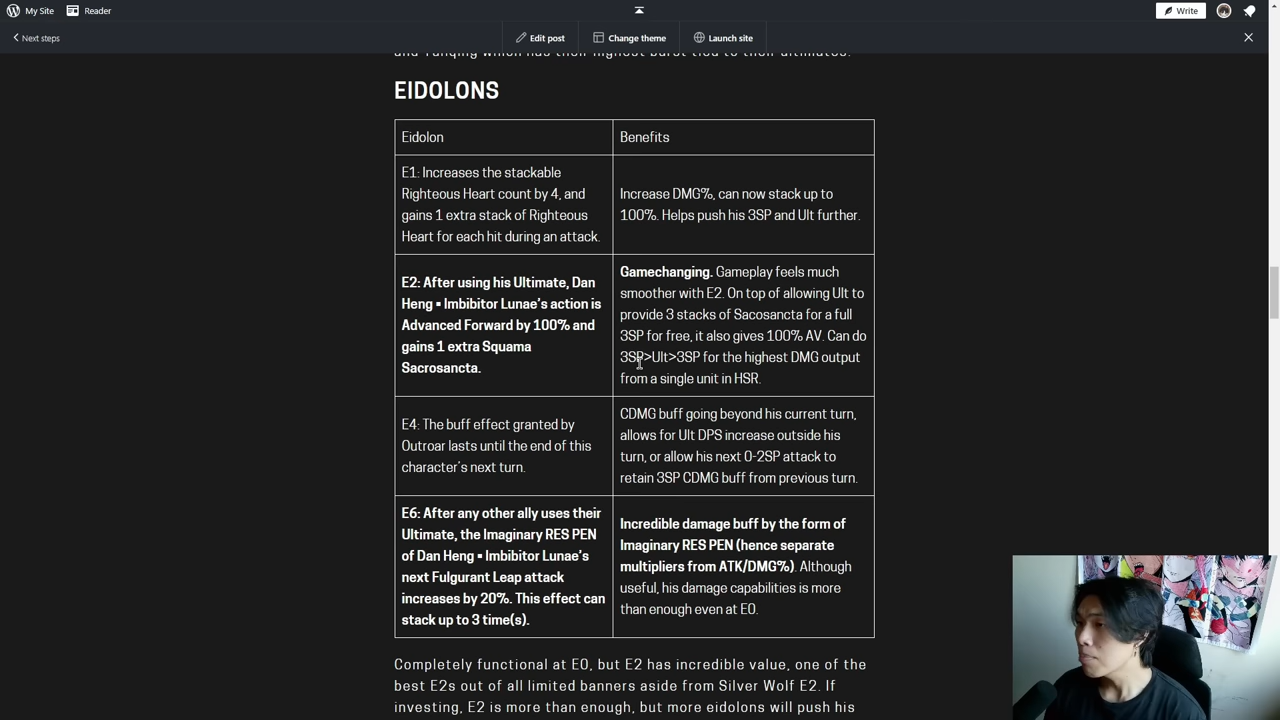 My Site
Reader
Write
Next steps
Edit post
Change theme
Launch site
EIDOLONS
Eidolon
Benefits
E1: Increases the stackable
Righteous Heart count by 4, and
gains 1 extra stack of Righteous
Heart for each hit during an attack.
Increase DMG%, can now stack up to
100%. Helps push his 3SP and Ult further.
E2: After using his Ultimate, Dan
Heng • Imbibitor Lunae's action is
Advanced Forward by 100% and
gains 1 extra Squama
Sacrosancta.
Gamechanging. Gameplay feels much
smoother with E2. On top of allowing Ult to
provide 3 stacks of Sacosancta for a full
3SP for free, it also gives 100% AV. Can do
3SP>Ult>3SP for the highest DMG output
from a single unit in HSR.
E4: The buff effect granted by
Outroar lasts until the end of this
character's next turn.
CDMG buff going beyond his current turn,
allows for Ult DPS increase outside his
turn, or allow his next 0-2SP attack to
retain 3SP CDMG buff from previous turn.
E6: After any other ally uses their
Ultimate, the Imaginary RES PEN
of Dan Heng • Imbibitor Lunae's
next Fulgurant Leap attack
increases by 20%. This effect can
stack up to 3 time(s).
Incredible damage buff by the form of
Imaginary RES PEN (hence separate
multipliers from ATK/DMG%). Although
useful, his damage capabilities is more
than enough even at E0.
Completely functional at E0, but E2 has incredible value, one of the
best E2s out of all limited banners aside from Silver Wolf E2. If
investing, E2 is more than enough, but more eidolons will push his